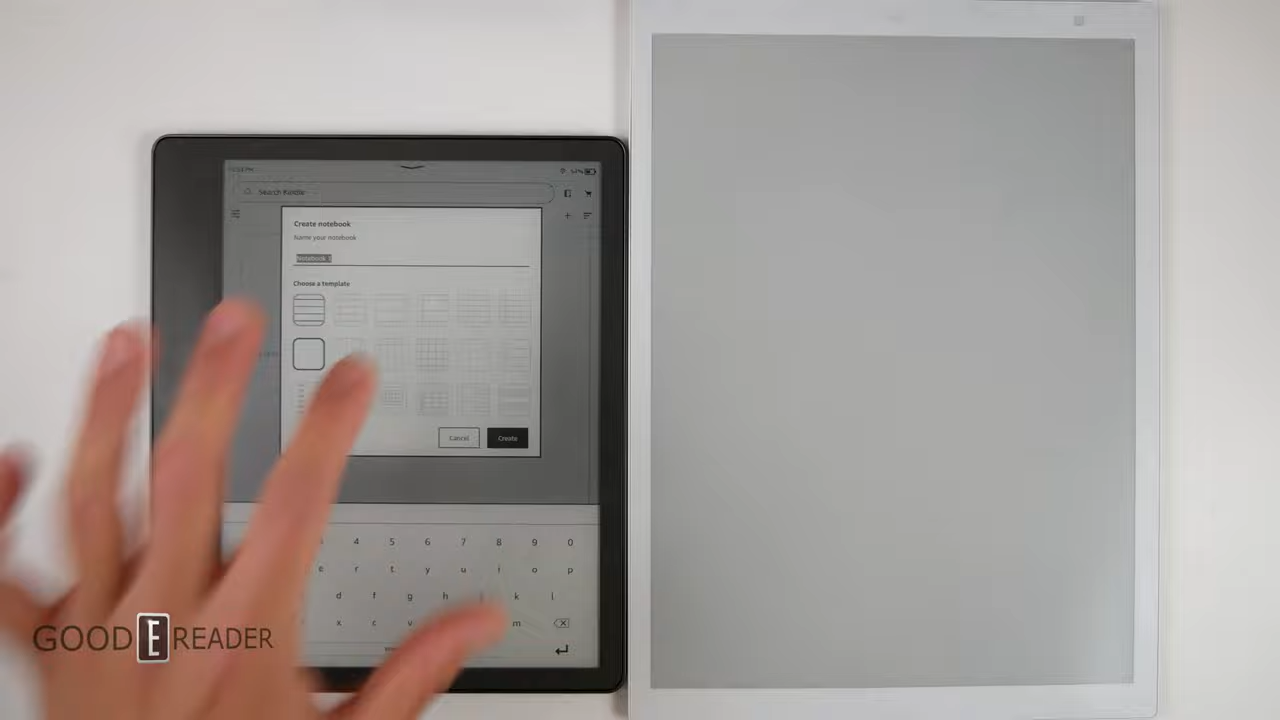 Search Kindle
Create notebook
Name your notebook
Notebook
Choose a template
Cancel
Create
4 5 6 7 8 9 0
e r t y u i o p
d f g h k l
x c v m
GOOD E READER